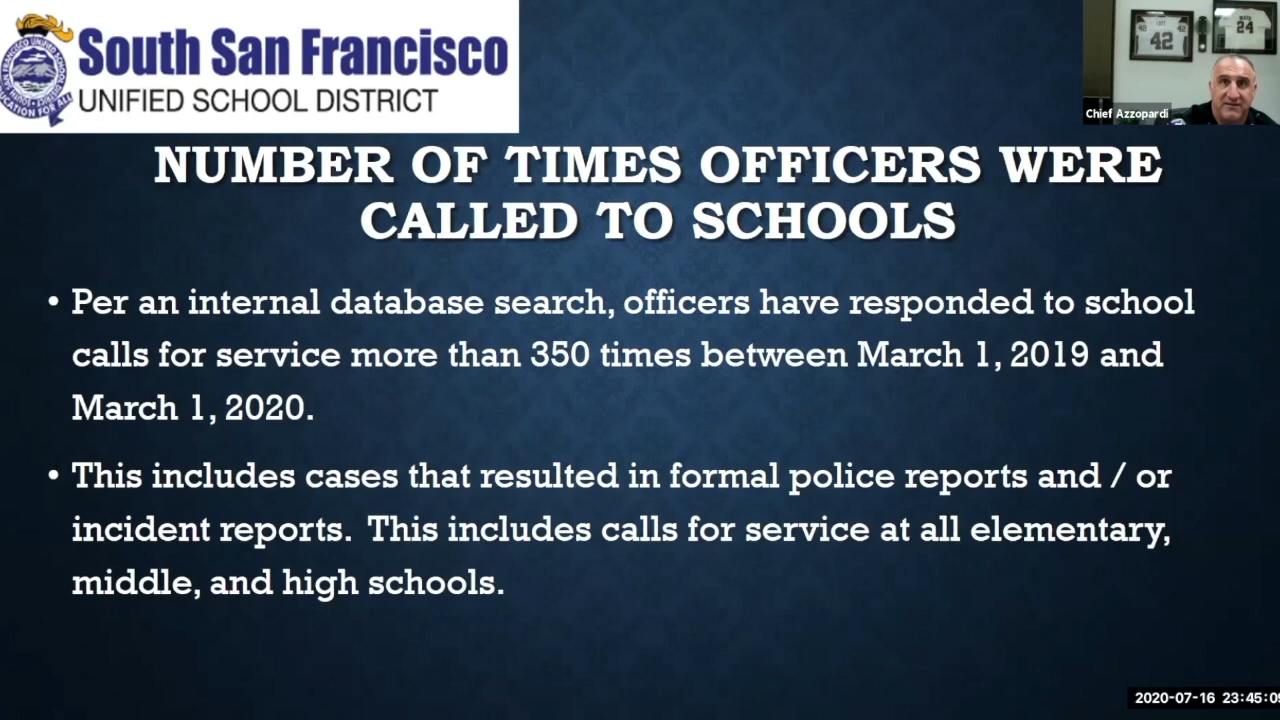 South San Francisco
UNIFIED SCHOOL DISTRICT
42
24
Chief Azzopardi
NUMBER OF TIMES OFFICERS WERE
CALLED TO SCHOOLS
• Per an internal database search, officers have responded to school
calls for service more than 350 times between March 1, 2019 and
March 1, 2020.
• This includes cases that resulted in formal police reports and / or
incident reports.  This includes calls for service at all elementary,
middle, and high schools.
2020-07-16 23:45:09